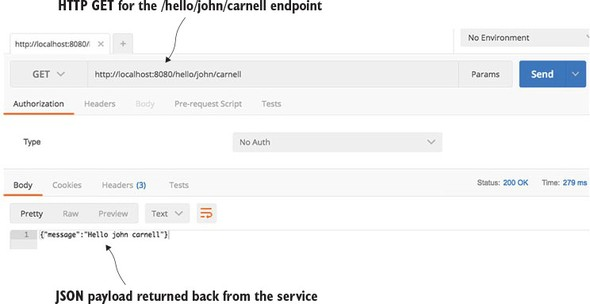 HTTP GET for the /hello/john/carnell endpoint
http://localhost:8080/ × +
No Environment
GET http://localhost:8080/hello/john/carnell Params Send
Authorization Headers Body Pre-request Script Tests
Type No Auth
Body Cookies Headers (3) Tests Status: 200 OK Time: 279 ms
Pretty Raw Preview Text
1 {"message":"Hello john carnell"}
JSON payload returned back from the service